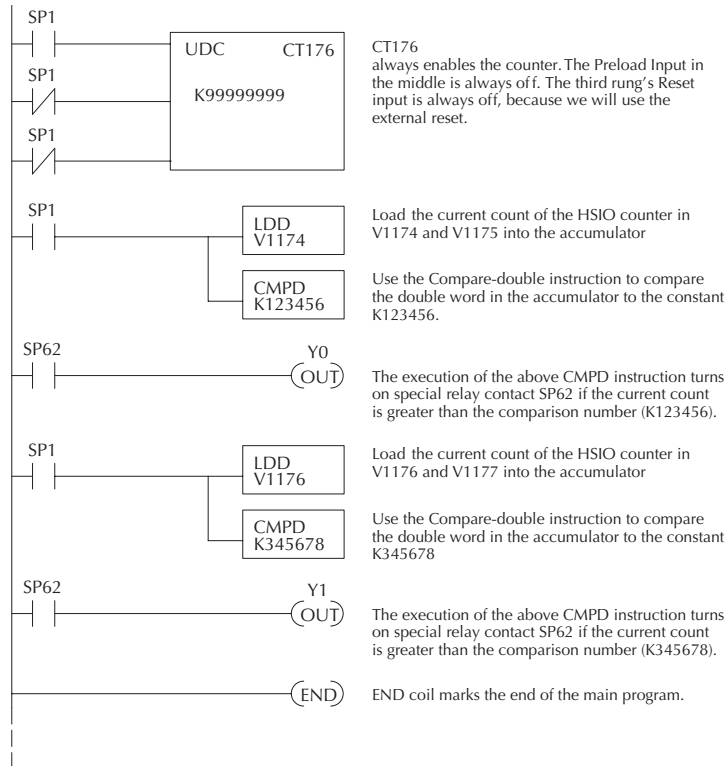 SP1
UDC CT176
SP1
K99999999
SP1
CT176
always enables the counter. The Preload Input in
the middle is always off. The third rung's Reset
input is always off, because we will use the
external reset.
SP1
LDD
V1174
Load the current count of the HSIO counter in
V1174 and V1175 into the accumulator
CMPD
K123456
Use the Compare-double instruction to compare
the double word in the accumulator to the constant
K123456.
SP62
Y0
OUT
The execution of the above CMPD instruction turns
on special relay contact SP62 if the current count
is greater than the comparison number (K123456).
SP1
LDD
V1176
Load the current count of the HSIO counter in
V1176 and V1177 into the accumulator
CMPD
K345678
Use the Compare-double instruction to compare
the double word in the accumulator to the constant
K345678
SP62
Y1
OUT
The execution of the above CMPD instruction turns
on special relay contact SP62 if the current count
is greater than the comparison number (K345678).
END
END coil marks the end of the main program.